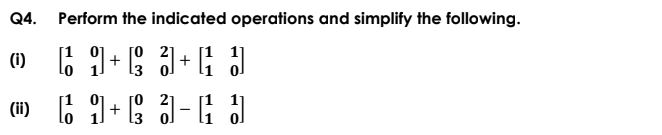 Q4. Perform the indicated operations and simplify the following.
(i) [1 0; 0 1] + [0 2; 3 0] + [1 1; 1 0]
(ii) [1 0; 0 1] + [0 2; 3 0] − [1 1; 1 0]